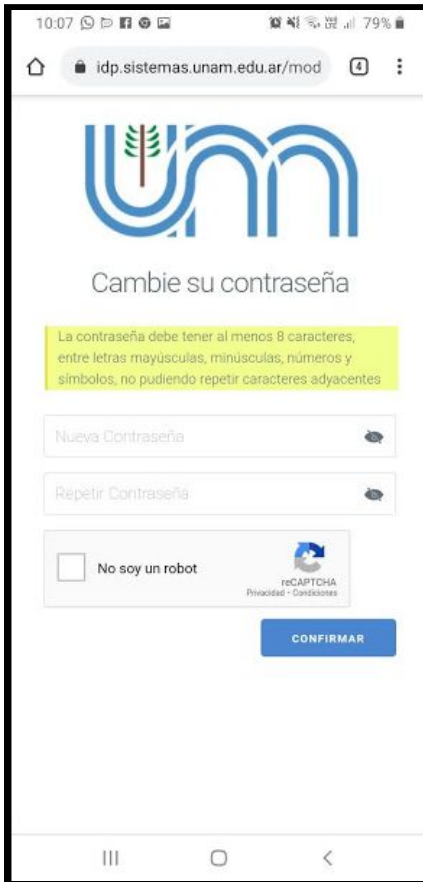 10:07 79%
idp.sistemas.unam.edu.ar/mod 4
um
Cambie su contraseña
La contraseña debe tener al menos 8 caracteres,
entre letras mayúsculas, minúsculas, números y
símbolos, no pudiendo repetir caracteres adyacentes
Nueva Contraseña
Repetir Contraseña
No soy un robot
reCAPTCHA
Privacidad - Condiciones
CONFIRMAR